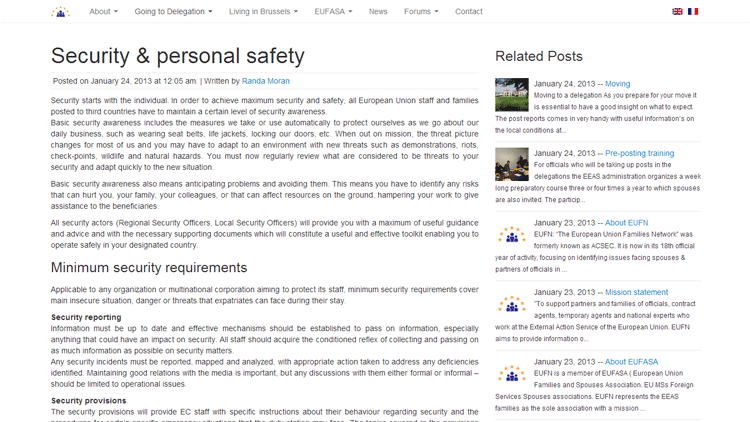 About
Going to Delegation
Living in Brussels
EUFASA
News
Forums
Contact
Security & personal safety
Posted on January 24, 2013 at 12:05 am. | Written by Randa Moran
Security starts with the individual. In order to achieve maximum security and safety, all European Union staff and families
posted to third countries have to maintain a certain level of security awareness.
Basic security awareness includes the measures we take or use automatically to protect ourselves as we go about our
daily business, such as wearing seat belts, life jackets, locking our doors, etc. When out on mission, the threat picture
changes for most of us and you may have to adapt to an environment with new threats such as demonstrations, riots,
check-points, wildlife and natural hazards. You must now regularly review what are considered to be threats to your
security and adapt quickly to the new situation.
Basic security awareness also means anticipating problems and avoiding them. This means you have to identify any risks
that can hurt you, your family, your colleagues, or that can affect resources on the ground, hampering your work to give
assistance to the beneficiaries.
All security actors (Regional Security Officers, Local Security Officers) will provide you with a maximum of useful guidance
and advice and with the necessary supporting documents which will constitute a useful and effective toolkit enabling you to
operate safely in your designated country.
Minimum security requirements
Applicable to any organization or multinational corporation aiming to protect its staff, minimum security requirements cover
main insecure situation, danger or threats that expatriates can face during their stay.
Security reporting
Information must be up to date and effective mechanisms should be established to pass on information, especially
anything that could have an impact on security. All staff should acquire the conditioned reflex of collecting and passing on
as much information as possible on security matters.
Any security incidents must be reported, mapped and analyzed, with appropriate action taken to address any deficiencies
identified. Maintaining good relations with the media is important, but any discussions with them either formal or informal –
should be limited to operational issues.
Security provisions
The security provisions will provide EC staff with specific instructions about their behaviour regarding security and the
Related Posts
January 24, 2013 -- Moving
Moving to a delegation As you prepare for your move it
is essential to have a good insight on what to expect.
The post reports comes in very handy with useful information's on
the local conditions at...
January 24, 2013 -- Pre-posting training
For officials who will be taking up posts in the
delegations the EEAS administration organizes a week
long preparatory course three or four times a year to which spouses
are also invited. The particip...
January 23, 2013 -- About EUFN
EUFN: "The European Union Families Network" was
formerly known as ACSEC. It is now in its 18th official
year of activity, focusing on identifying issues facing spouses &
partners of officials in ...
January 23, 2013 -- Mission statement
"To support partners and families of officials, contract
agents, temporary agents and national experts who
work at the External Action Service of the European Union. EUFN
aims to provide information o...
January 23, 2013 -- About EUFASA
EUFN is a member of EUFASA ( European Union
Families and Spouses Association. EU MSs Foreign
Services Spouses associations. EUFN represents the EEAS
families as the sole association with a mission ...